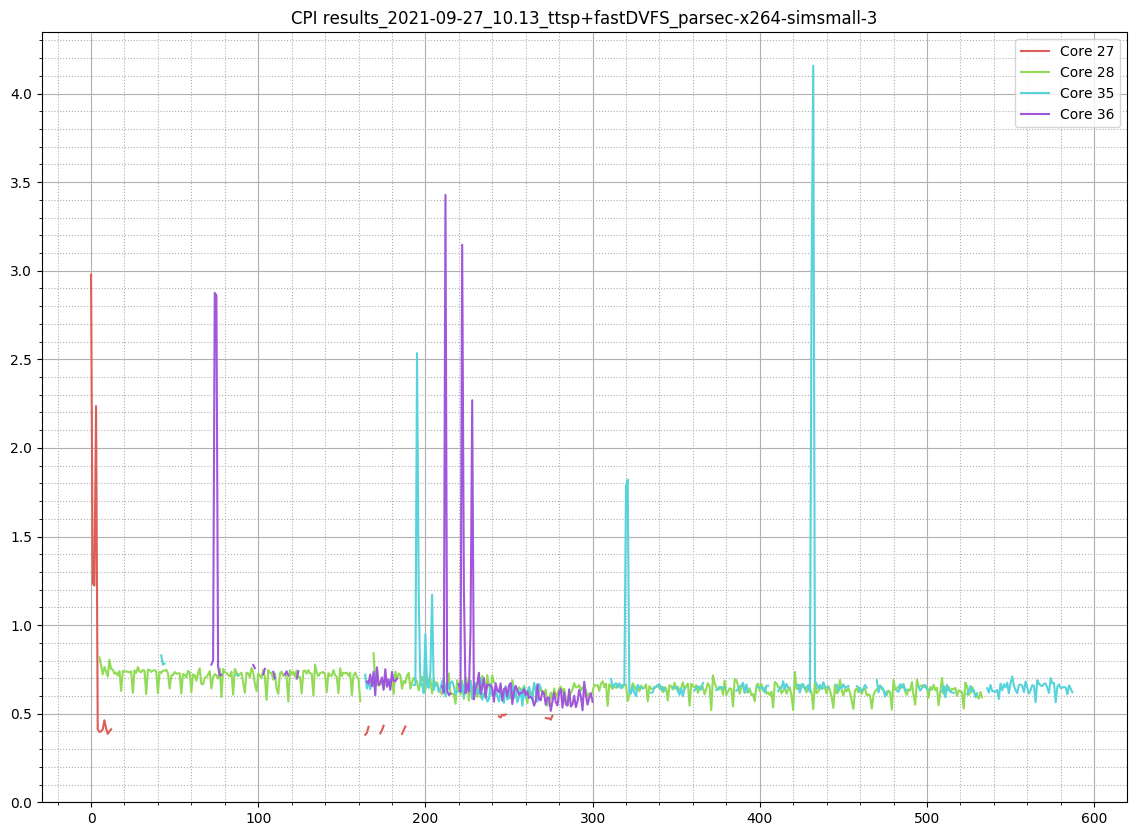 CPI results_2021-09-27_10.13_ttsp+fastDVFS_parsec-x264-simsmall-3
Core 27
Core 28
Core 35
Core 36
4.0
3.5
3.0
2.5
2.0
1.5
1.0
0.5
0.0
0 100 200 300 400 500 600